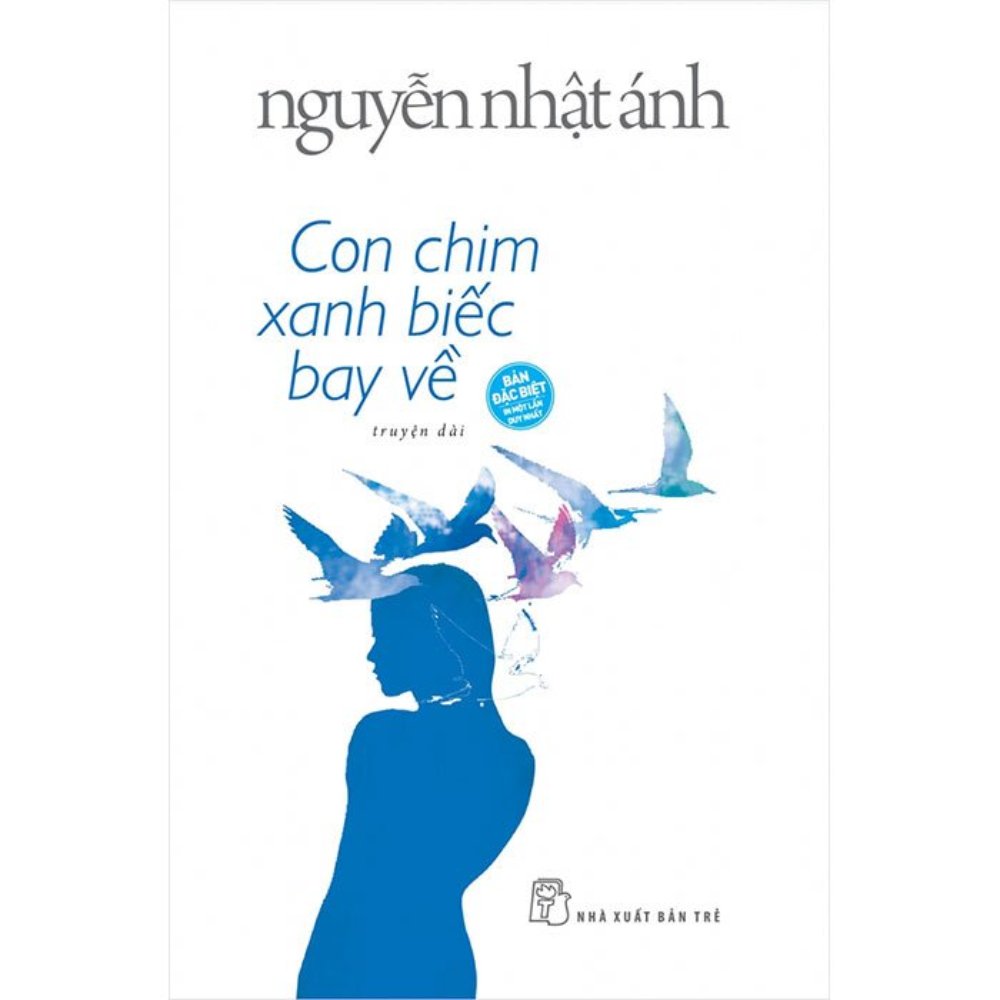 nguyễn nhật ánh
Con chim
xanh biếc
bay về
truyện dài
BẢN
ĐẶC BIỆT
IN MỘT LẦN
DUY NHẤT
T
NHÀ XUẤT BẢN TRẺ